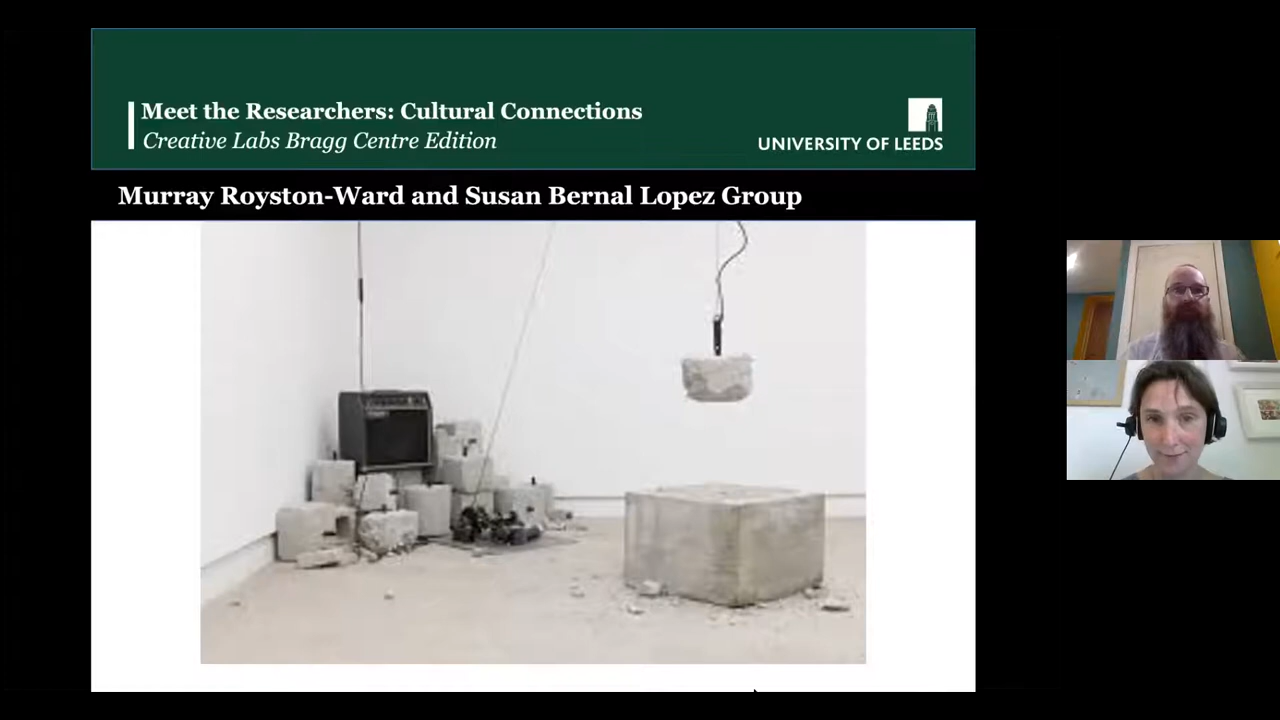 Meet the Researchers: Cultural Connections
Creative Labs Bragg Centre Edition
UNIVERSITY OF LEEDS
Murray Royston-Ward and Susan Bernal Lopez Group